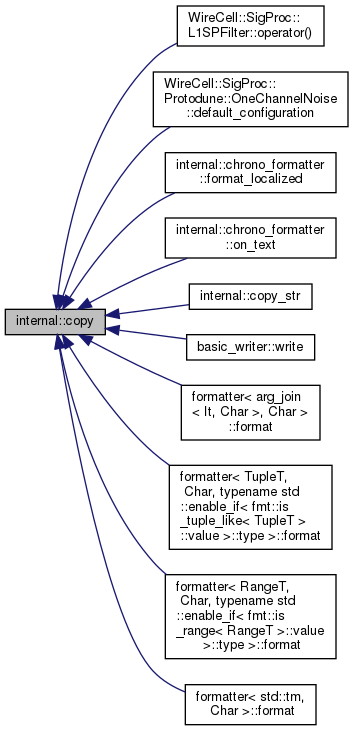 WireCell::SigProc::
L1SPFilter::operator()
WireCell::SigProc::
Protodune::OneChannelNoise
::default_configuration
internal::chrono_formatter
::format_localized
internal::chrono_formatter
::on_text
internal::copy_str
internal::copy
basic_writer::write
formatter< arg_join
< It, Char >, Char >
::format
formatter< TupleT,
Char, typename std
::enable_if< fmt::is
_tuple_like< TupleT >
::value >::type >::format
formatter< RangeT,
Char, typename std
::enable_if< fmt::is
_range< RangeT >::value
>::type >::format
formatter< std::tm,
Char >::format